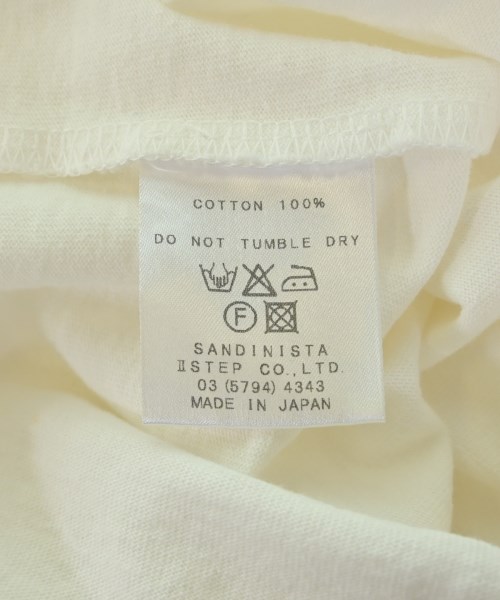 COTTON 100%
DO NOT TUMBLE DRY
F
SANDINISTA
IISTEP CO.,LTD.
03 (5794) 4343
MADE IN JAPAN